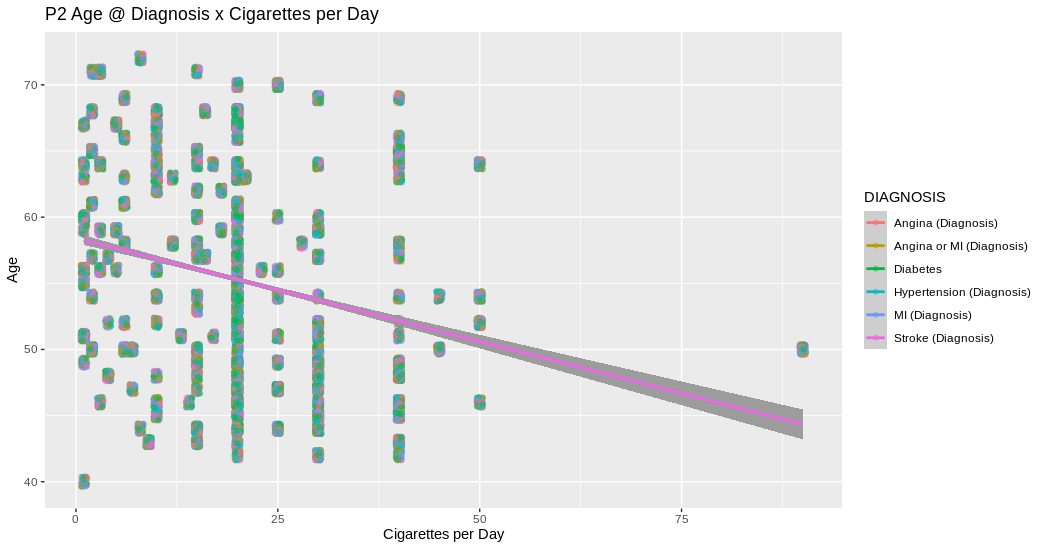 P2 Age @ Diagnosis x Cigarettes per Day
70
60
50
40
Age
0
25
50
75
Cigarettes per Day
DIAGNOSIS
Angina (Diagnosis)
Angina or MI (Diagnosis)
Diabetes
Hypertension (Diagnosis)
MI (Diagnosis)
Stroke (Diagnosis)